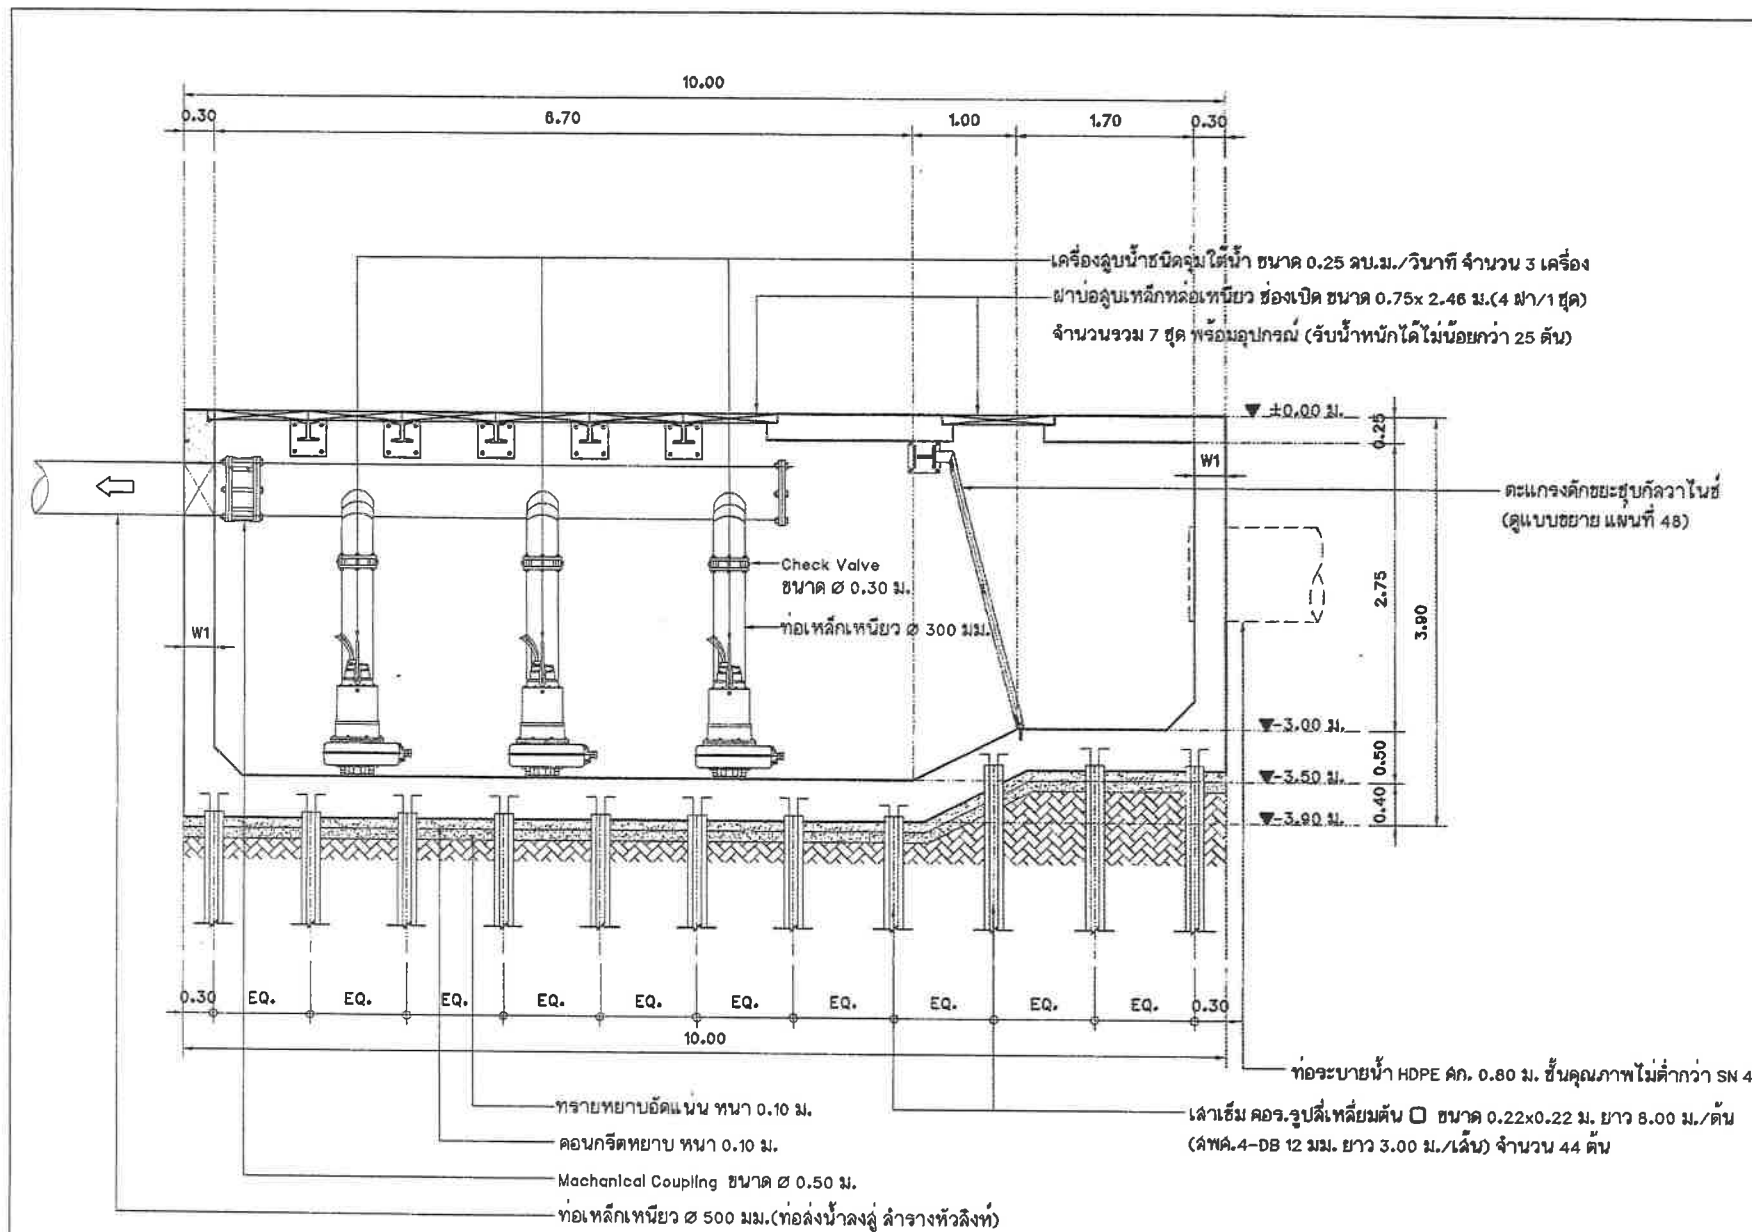 10.00
0.30 6.70 1.00 1.70 0.30
เครื่องสูบน้ำชนิดจุ่มใต้น้ำ ขนาด 0.25 ลบ.ม./วินาที จำนวน 3 เครื่อง
ฝาบ่อสูบเหล็กหล่อเหนียว ช่องเปิด ขนาด 0.75x 2.46 ม.(4 ฝา/1 ชุด)
จำนวนรวม 7 ชุด พร้อมอุปกรณ์ (รับน้ำหนักได้ไม่น้อยกว่า 25 ตัน)
±0.00 ม.
0.25
W1
ตะแกรงดักขยะชุบกัลวาไนซ์
(ดูแบบขยาย แผ่นที่ 48)
Check Valve
ขนาด Ø 0.30 ม.
2.75
3.90
W1
ท่อเหล็กเหนียว Ø 300 มม.
-3.00 ม.
0.50
-3.50 ม.
0.40
-3.90 ม.
0.30 EQ. EQ. EQ. EQ. EQ. EQ. EQ. EQ. EQ. EQ. 0.30
10.00
ท่อระบายน้ำ HDPE ศก. 0.80 ม. ชั้นคุณภาพไม่ต่ำกว่า SN 4
ทรายหยาบอัดแน่น หนา 0.10 ม.
เสาเข็ม คอร.รูปสี่เหลี่ยมตัน ขนาด 0.22x0.22 ม. ยาว 8.00 ม./ต้น
คอนกรีตหยาบ หนา 0.10 ม.
(สพศ.4-DB 12 มม. ยาว 3.00 ม./เส้น) จำนวน 44 ต้น
Machanical Coupling ขนาด Ø 0.50 ม.
ท่อเหล็กเหนียว Ø 500 มม.(ท่อส่งน้ำลงสู่ ลำรางหัวสิงห์)